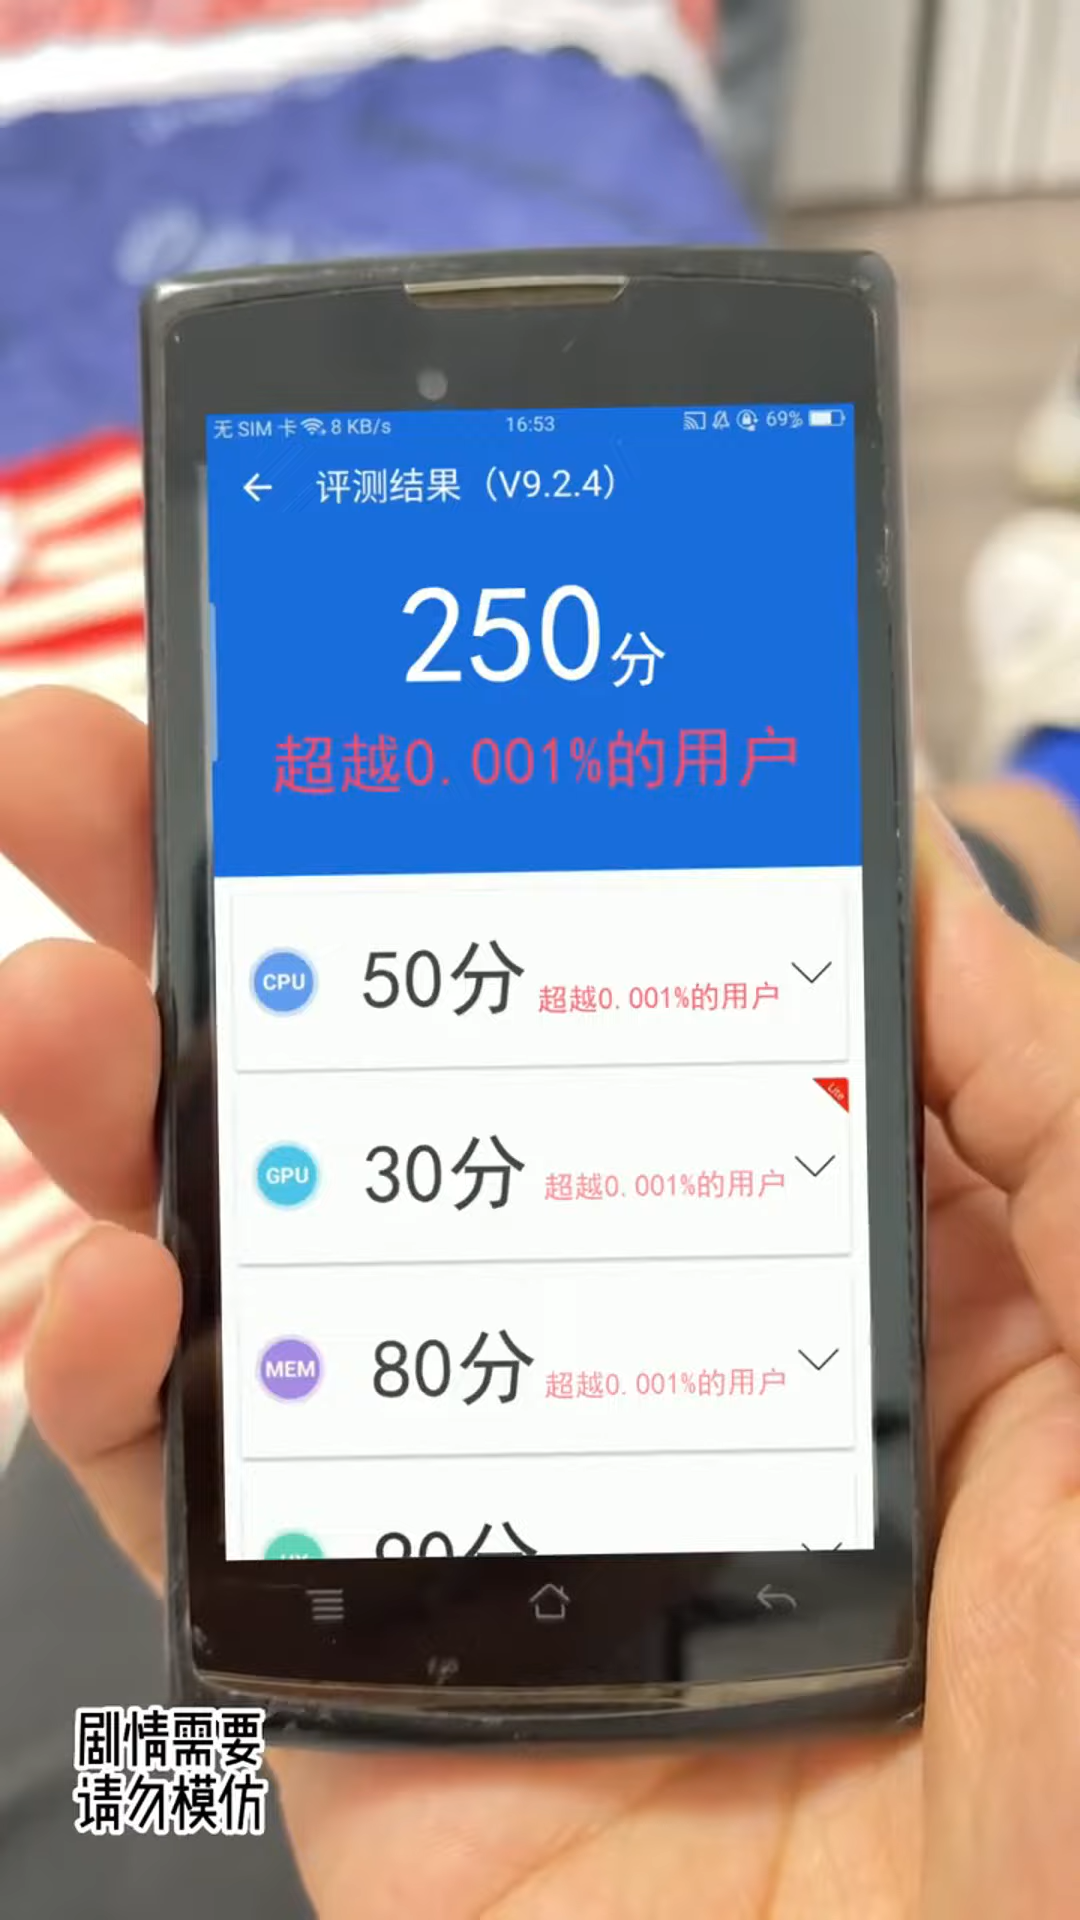 无 SIM 卡 8 KB/s 16:53 69%
评测结果（V9.2.4）
250分
超越0.001%的用户
CPU 50分 超越0.001%的用户
Lite
GPU 30分 超越0.001%的用户
MEM 80分 超越0.001%的用户
剧情需要
请勿模仿